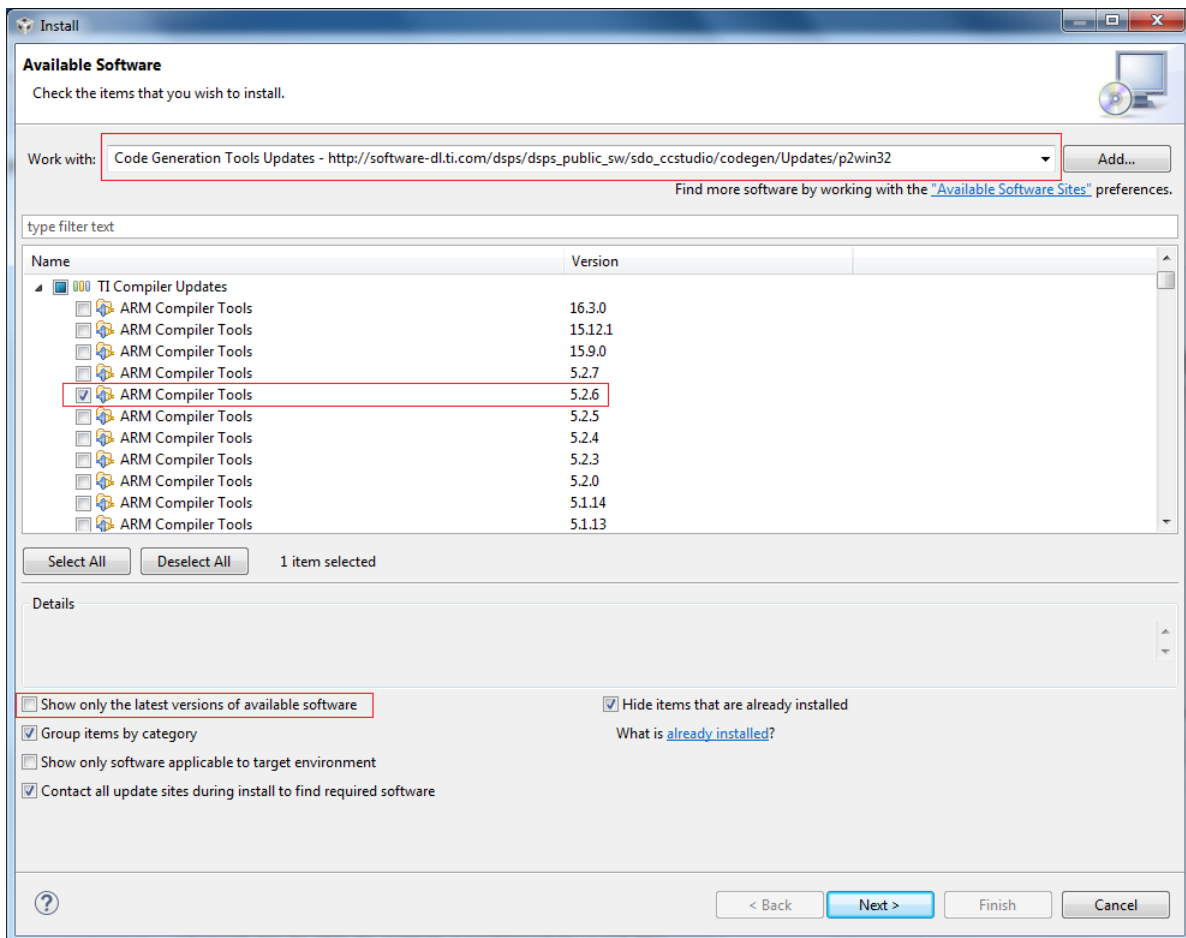 Install
Available Software
Check the items that you wish to install.
Work with: Code Generation Tools Updates - http://software-dl.ti.com/dsps/dsps_public_sw/sdo_ccstudio/codegen/Updates/p2win32 Add...
Find more software by working with the "Available Software Sites" preferences.
type filter text
Name Version
TI Compiler Updates
ARM Compiler Tools 16.3.0
ARM Compiler Tools 15.12.1
ARM Compiler Tools 15.9.0
ARM Compiler Tools 5.2.7
ARM Compiler Tools 5.2.6
ARM Compiler Tools 5.2.5
ARM Compiler Tools 5.2.4
ARM Compiler Tools 5.2.3
ARM Compiler Tools 5.2.0
ARM Compiler Tools 5.1.14
ARM Compiler Tools 5.1.13
Select All Deselect All 1 item selected
Details
Show only the latest versions of available software Hide items that are already installed
Group items by category What is already installed?
Show only software applicable to target environment
Contact all update sites during install to find required software
? < Back Next > Finish Cancel